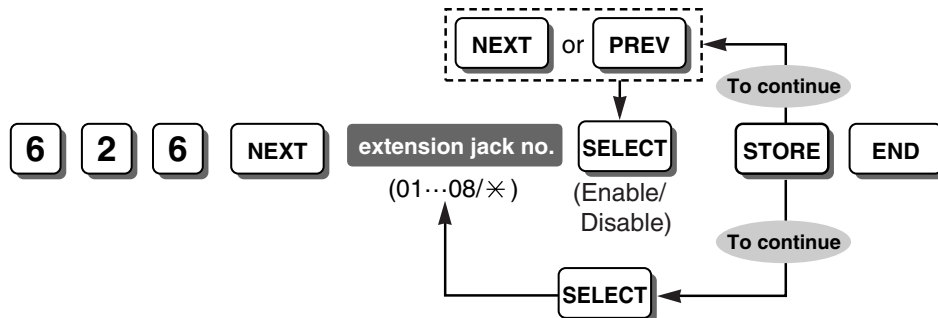 NEXT or PREV
To continue
6 2 6 NEXT extension jack no. SELECT STORE END
(01···08/✳)
(Enable/
Disable)
To continue
SELECT